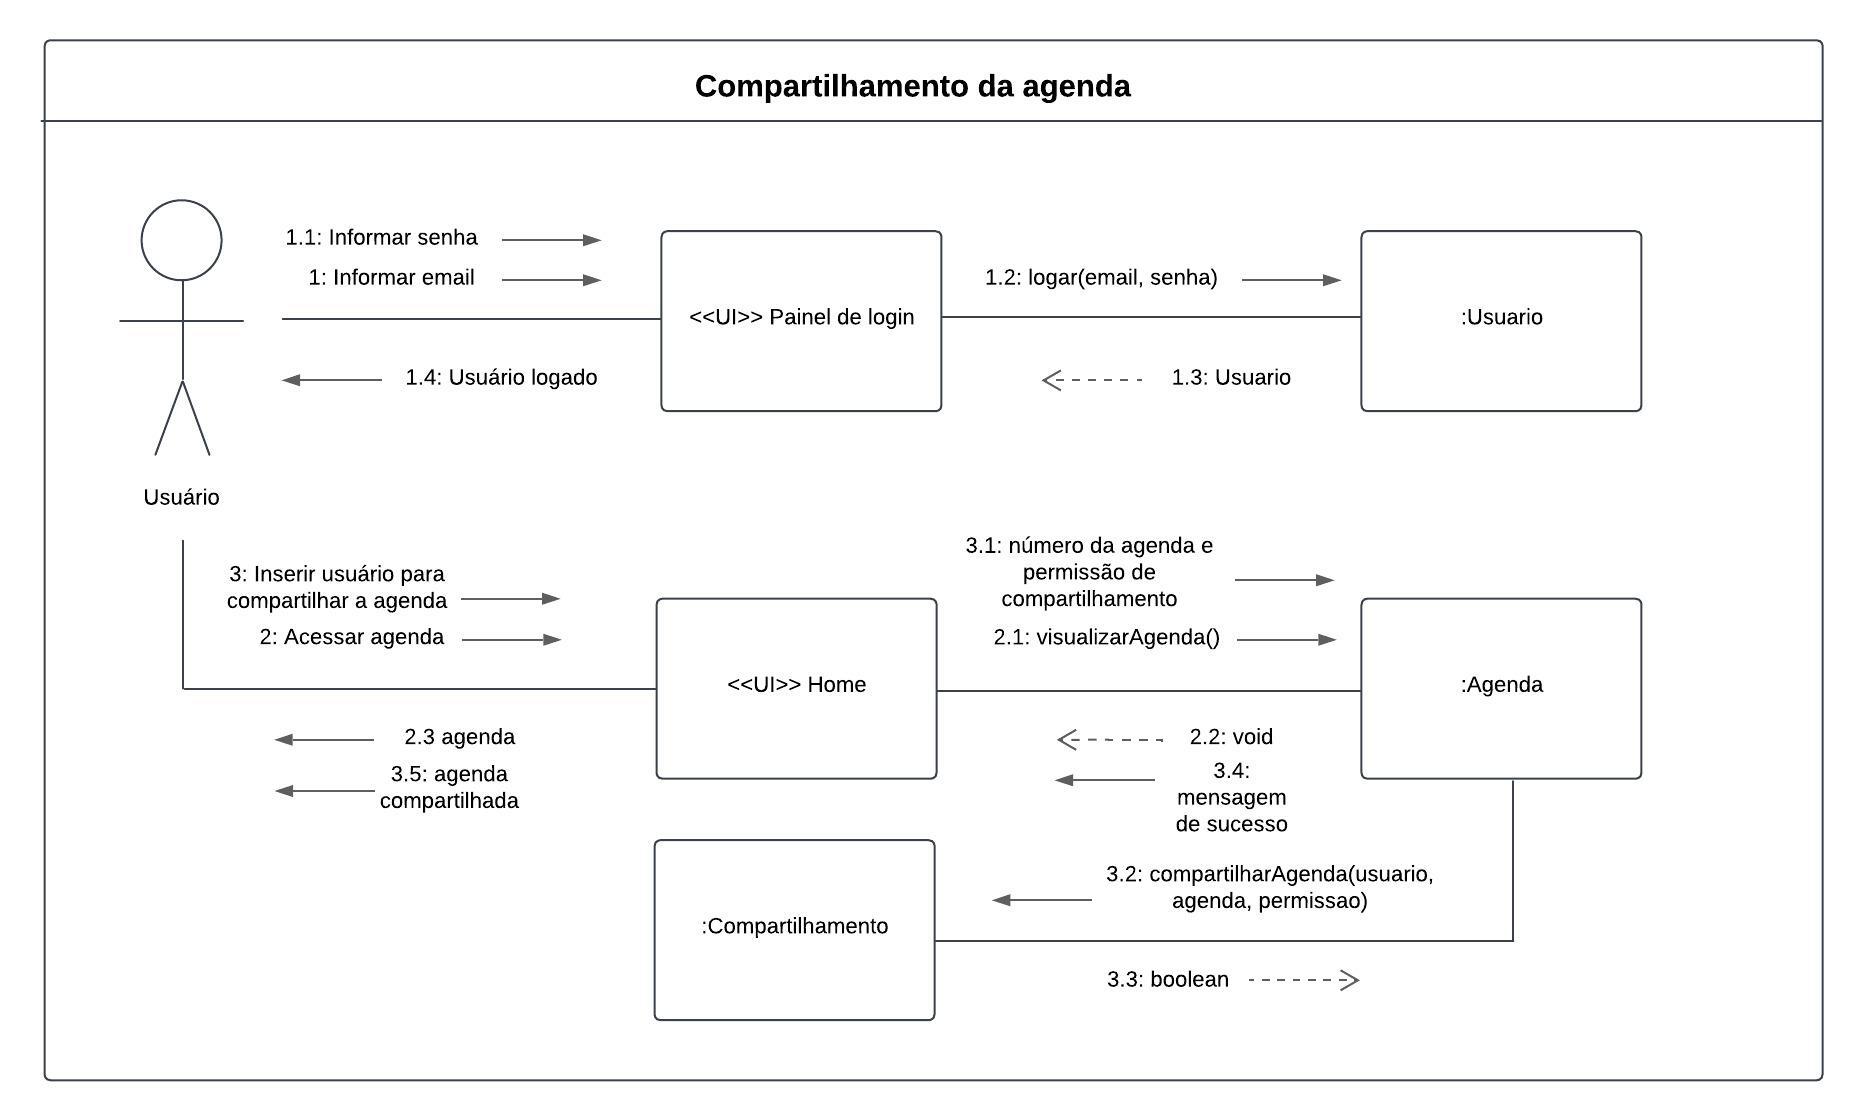 Compartilhamento da agenda
1.1: Informar senha
1: Informar email
1.2: logar(email, senha)
<<UI>> Painel de login
:Usuario
1.4: Usuário logado
1.3: Usuario
Usuário
3: Inserir usuário para
compartilhar a agenda
2: Acessar agenda
3.1: número da agenda e
permissão de
compartilhamento
2.1: visualizarAgenda()
<<UI>> Home
:Agenda
2.3 agenda
3.5: agenda
compartilhada
2.2: void
3.4:
mensagem
de sucesso
:Compartilhamento
3.2: compartilharAgenda(usuario,
agenda, permissao)
3.3: boolean